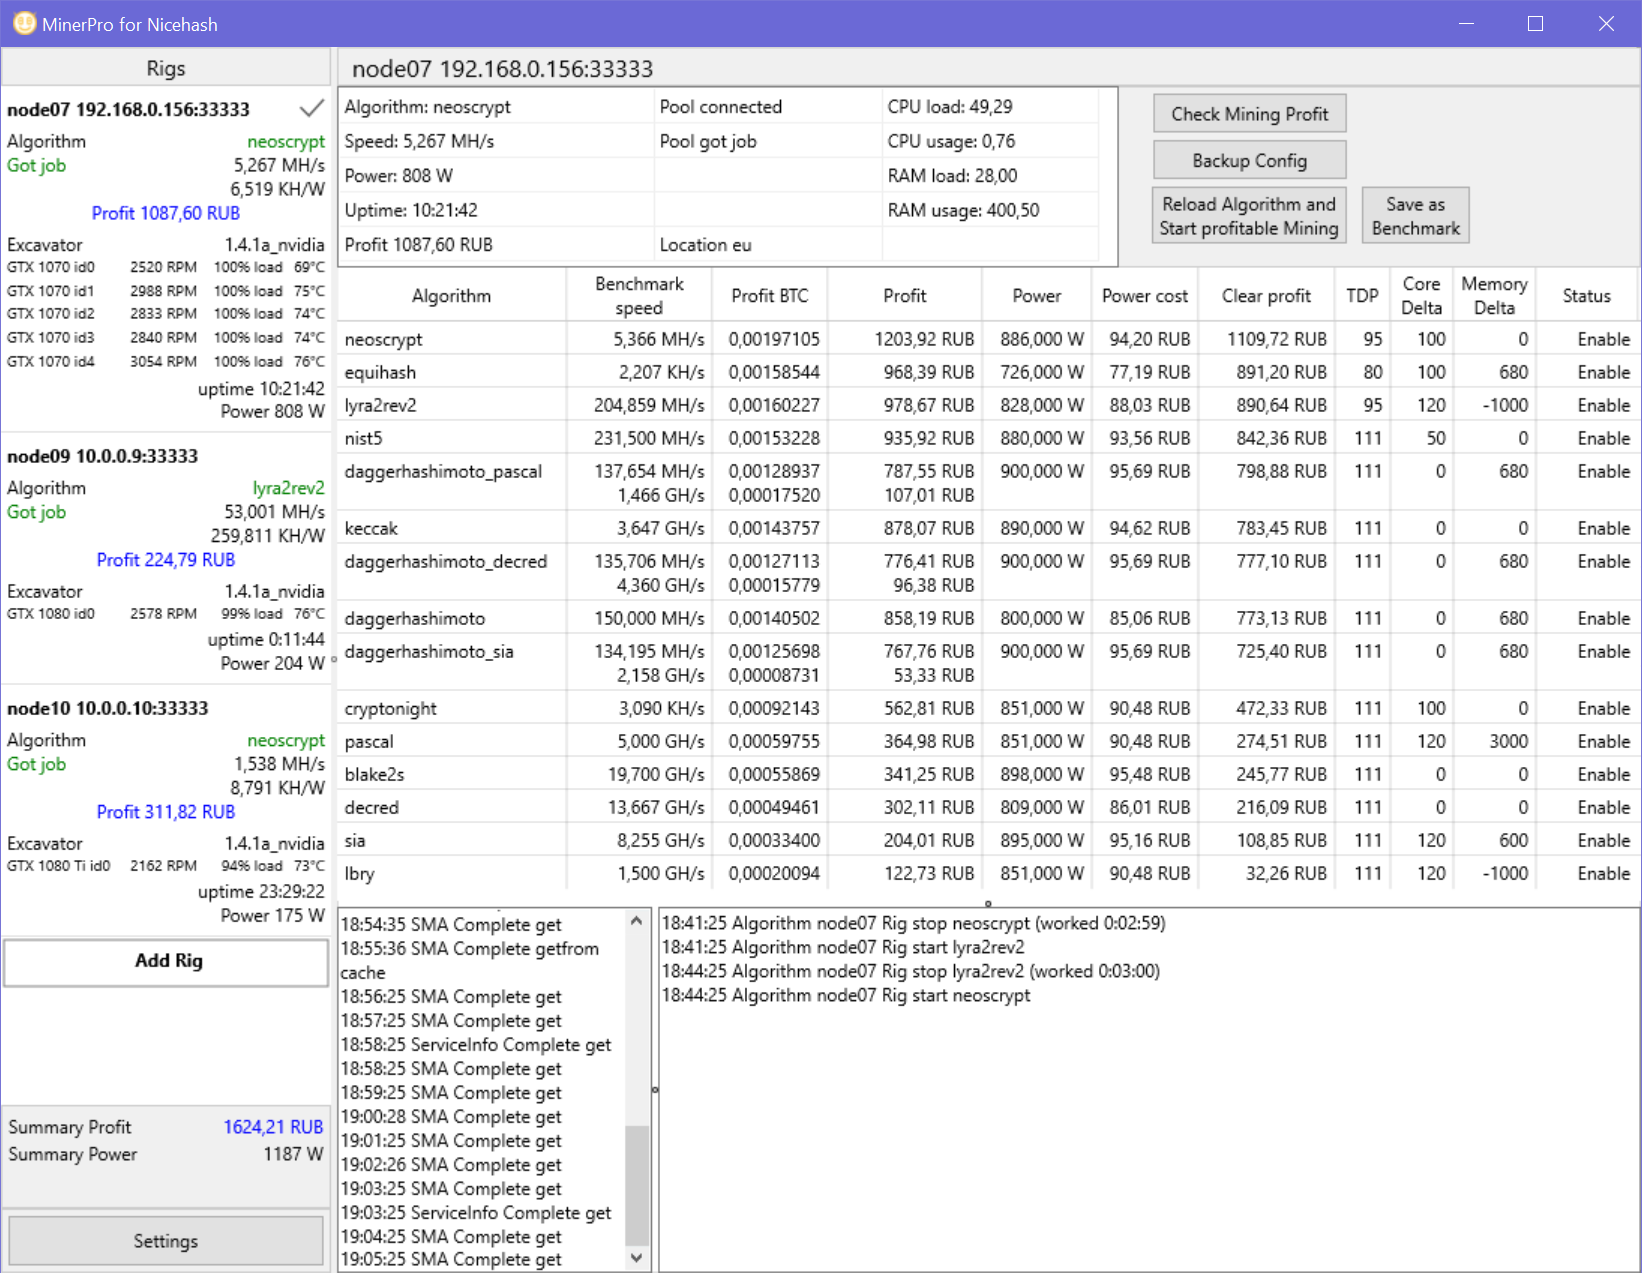 MinerPro for Nicehash
Rigs
node07 192.168.0.156:33333
Algorithm neoscrypt
Got job 5,267 MH/s
6,519 KH/W
Profit 1087,60 RUB
Excavator 1.4.1a_nvidia
GTX 1070 id0 2520 RPM 100% load 69°C
GTX 1070 id1 2988 RPM 100% load 75°C
GTX 1070 id2 2833 RPM 100% load 74°C
GTX 1070 id3 2840 RPM 100% load 74°C
GTX 1070 id4 3054 RPM 100% load 76°C
uptime 10:21:42
Power 808 W
node09 10.0.0.9:33333
Algorithm lyra2rev2
Got job 53,001 MH/s
259,811 KH/W
Profit 224,79 RUB
Excavator 1.4.1a_nvidia
GTX 1080 id0 2578 RPM 99% load 76°C
uptime 0:11:44
Power 204 W
node10 10.0.0.10:33333
Algorithm neoscrypt
Got job 1,538 MH/s
8,791 KH/W
Profit 311,82 RUB
Excavator 1.4.1a_nvidia
GTX 1080 Ti id0 2162 RPM 94% load 73°C
uptime 23:29:22
Power 175 W
Add Rig
Summary Profit 1624,21 RUB
Summary Power 1187 W
Settings
node07 192.168.0.156:33333
Algorithm: neoscrypt Pool connected CPU load: 49,29
Speed: 5,267 MH/s Pool got job CPU usage: 0,76
Power: 808 W RAM load: 28,00
Uptime: 10:21:42 RAM usage: 400,50
Profit 1087,60 RUB Location eu
Check Mining Profit
Backup Config
Reload Algorithm and
Start profitable Mining
Save as
Benchmark
Algorithm Benchmark speed Profit BTC Profit Power Power cost Clear profit TDP Core Delta Memory Delta Status
neoscrypt 5,366 MH/s 0,00197105 1203,92 RUB 886,000 W 94,20 RUB 1109,72 RUB 95 100 0 Enable
equihash 2,207 KH/s 0,00158544 968,39 RUB 726,000 W 77,19 RUB 891,20 RUB 80 100 680 Enable
lyra2rev2 204,859 MH/s 0,00160227 978,67 RUB 828,000 W 88,03 RUB 890,64 RUB 95 120 -1000 Enable
nist5 231,500 MH/s 0,00153228 935,92 RUB 880,000 W 93,56 RUB 842,36 RUB 111 50 0 Enable
daggerhashimoto_pascal 137,654 MH/s 0,00128937 787,55 RUB 900,000 W 95,69 RUB 798,88 RUB 111 0 680 Enable
1,466 GH/s 0,00017520 107,01 RUB
keccak 3,647 GH/s 0,00143757 878,07 RUB 890,000 W 94,62 RUB 783,45 RUB 111 0 0 Enable
daggerhashimoto_decred 135,706 MH/s 0,00127113 776,41 RUB 900,000 W 95,69 RUB 777,10 RUB 111 0 680 Enable
4,360 GH/s 0,00015779 96,38 RUB
daggerhashimoto 150,000 MH/s 0,00140502 858,19 RUB 800,000 W 85,06 RUB 773,13 RUB 111 0 680 Enable
daggerhashimoto_sia 134,195 MH/s 0,00125698 767,76 RUB 900,000 W 95,69 RUB 725,40 RUB 111 0 680 Enable
2,158 GH/s 0,00008731 53,33 RUB
cryptonight 3,090 KH/s 0,00092143 562,81 RUB 851,000 W 90,48 RUB 472,33 RUB 111 100 0 Enable
pascal 5,000 GH/s 0,00059755 364,98 RUB 851,000 W 90,48 RUB 274,51 RUB 111 120 3000 Enable
blake2s 19,700 GH/s 0,00055869 341,25 RUB 898,000 W 95,48 RUB 245,77 RUB 111 0 0 Enable
decred 13,667 GH/s 0,00049461 302,11 RUB 809,000 W 86,01 RUB 216,09 RUB 111 0 0 Enable
sia 8,255 GH/s 0,00033400 204,01 RUB 895,000 W 95,16 RUB 108,85 RUB 111 120 600 Enable
lbry 1,500 GH/s 0,00020094 122,73 RUB 851,000 W 90,48 RUB 32,26 RUB 111 120 -1000 Enable
18:54:35 SMA Complete get
18:55:36 SMA Complete getfrom
cache
18:56:25 SMA Complete get
18:57:25 SMA Complete get
18:58:25 ServiceInfo Complete get
18:58:25 SMA Complete get
18:59:25 SMA Complete get
19:00:28 SMA Complete get
19:01:25 SMA Complete get
19:02:26 SMA Complete get
19:03:25 SMA Complete get
19:03:25 ServiceInfo Complete get
19:04:25 SMA Complete get
19:05:25 SMA Complete get
18:41:25 Algorithm node07 Rig stop neoscrypt (worked 0:02:59)
18:41:25 Algorithm node07 Rig start lyra2rev2
18:44:25 Algorithm node07 Rig stop lyra2rev2 (worked 0:03:00)
18:44:25 Algorithm node07 Rig start neoscrypt